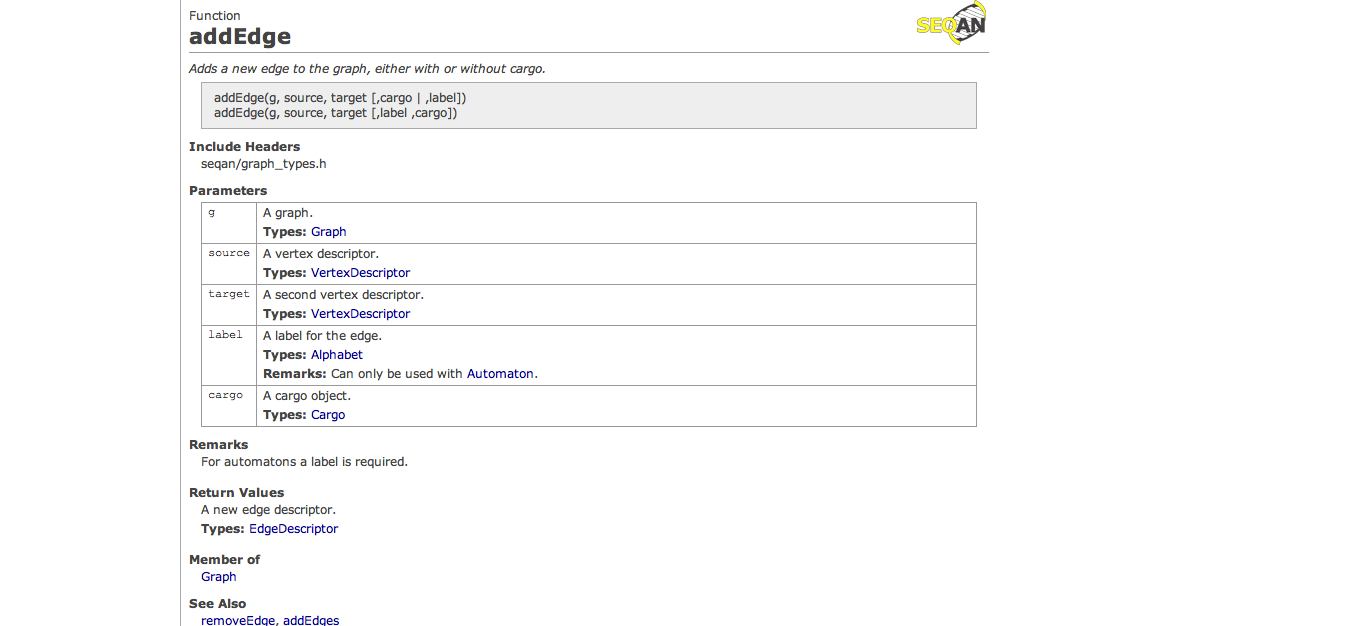 Function
addEdge
SEQAN
Adds a new edge to the graph, either with or without cargo.
addEdge(g, source, target [,cargo | ,label])
addEdge(g, source, target [,label ,cargo])
Include Headers
seqan/graph_types.h
Parameters
g
A graph.
Types: Graph
source
A vertex descriptor.
Types: VertexDescriptor
target
A second vertex descriptor.
Types: VertexDescriptor
label
A label for the edge.
Types: Alphabet
Remarks: Can only be used with Automaton.
cargo
A cargo object.
Types: Cargo
Remarks
For automatons a label is required.
Return Values
A new edge descriptor.
Types: EdgeDescriptor
Member of
Graph
See Also
removeEdge, addEdges